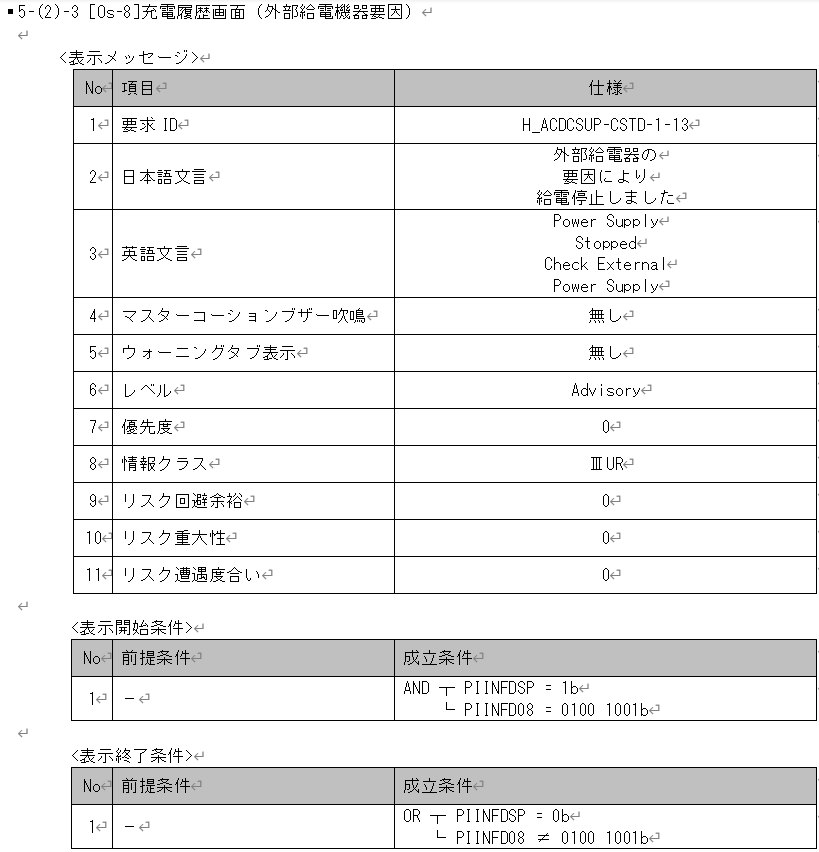 ▪5-(2)-3 [Os-8]充電履歴画面（外部給電機器要因）↵
↵
<表示メッセージ>↵
No↵ 項目↵ 仕様↵
1↵ 要求 ID↵ H_ACDCSUP-CSTD-1-13↵
2↵ 日本語文言↵ 外部給電器の↵
要因により↵
給電停止しました↵
3↵ 英語文言↵ Power Supply↵
Stopped↵
Check External↵
Power Supply↵
4↵ マスターコーションブザー吹鳴↵ 無し↵
5↵ ウォーニングタブ表示↵ 無し↵
6↵ レベル↵ Advisory↵
7↵ 優先度↵ 0↵
8↵ 情報クラス↵ ⅢUR↵
9↵ リスク回避余裕↵ 0↵
10↵ リスク重大性↵ 0↵
11↵ リスク遭遇度合い↵ 0↵
↵
<表示開始条件>↵
No↵ 前提条件↵ 成立条件↵
1↵ －↵ AND ┬ PIINFDSP = 1b↵
└ PIINFD08 = 0100 1001b↵
↵
<表示終了条件>↵
No↵ 前提条件↵ 成立条件↵
1↵ －↵ OR ┬ PIINFDSP = 0b↵
└ PIINFD08 ≠ 0100 1001b↵